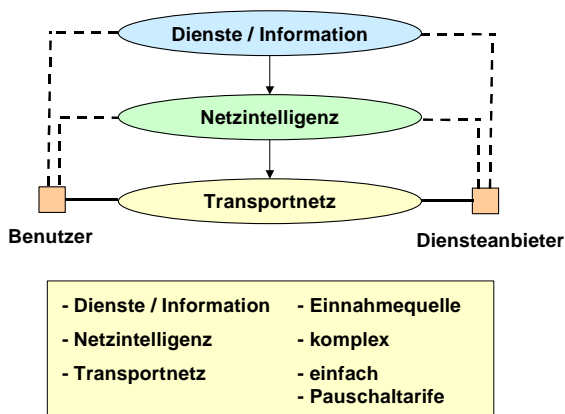 Dienste / Information
Netzintelligenz
Transportnetz
Benutzer
Diensteanbieter
- Dienste / Information - Einnahmequelle
- Netzintelligenz - komplex
- Transportnetz - einfach
- Pauschaltarife